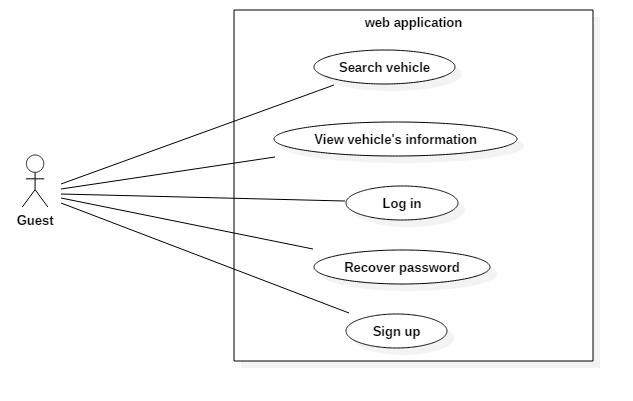 web application
Search vehicle
View vehicle's information
Log in
Guest
Recover password
Sign up